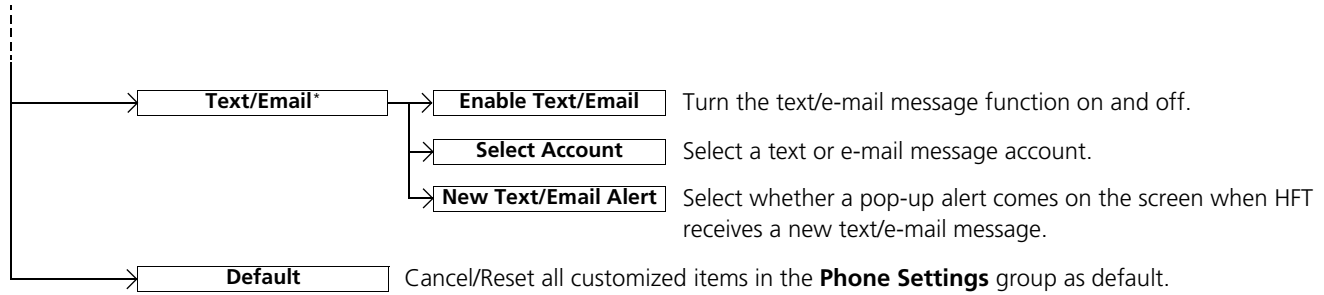 Text/Email* Enable Text/Email Turn the text/e-mail message function on and off.
Select Account Select a text or e-mail message account.
New Text/Email Alert Select whether a pop-up alert comes on the screen when HFT
receives a new text/e-mail message.
Default Cancel/Reset all customized items in the Phone Settings group as default.